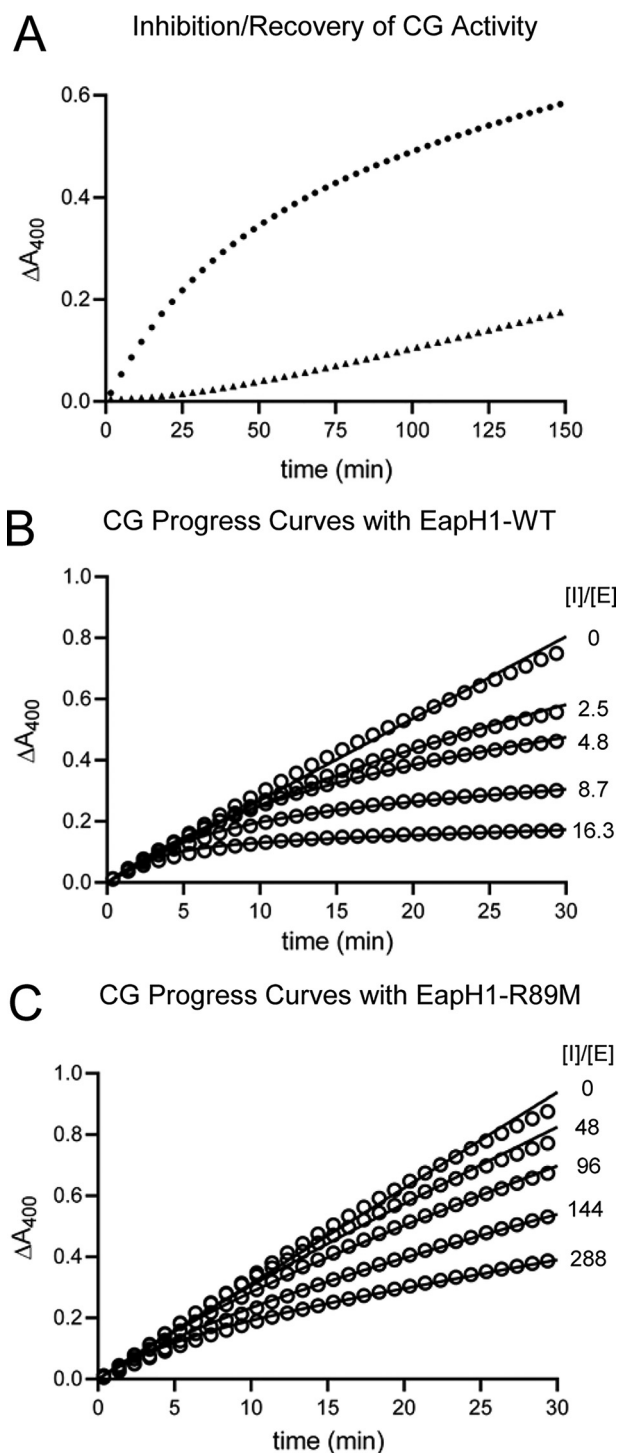 A
Inhibition/Recovery of CG Activity
0.6
0.4
0.2
0.0
ΔA400
0 25 50 75 100 125 150
time (min)
B
CG Progress Curves with EapH1-WT
[I]/[E]
1.0
0.8
0.6
0.4
0.2
0.0
ΔA400
0
2.5
4.8
8.7
16.3
0 5 10 15 20 25 30
time (min)
C
CG Progress Curves with EapH1-R89M
[I]/[E]
1.0
0.8
0.6
0.4
0.2
0.0
ΔA400
0
48
96
144
288
0 5 10 15 20 25 30
time (min)